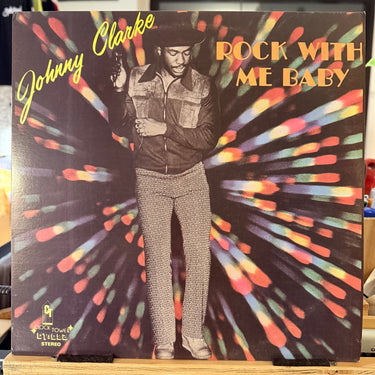 Johnny Clarke
ROCK WITH
ME BABY
STEREO